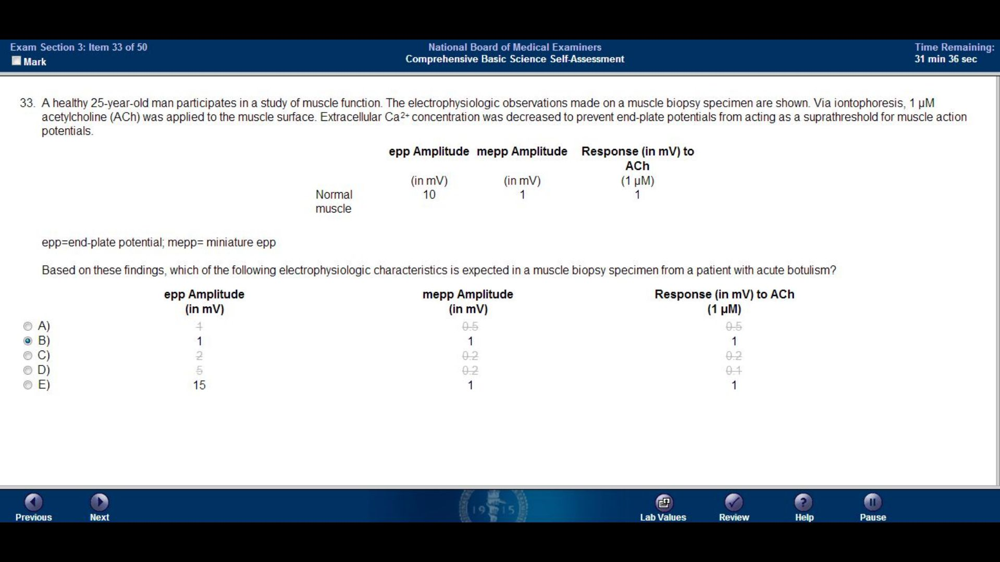 Exam Section 3: Item 33 of 50
Mark
National Board of Medical Examiners
Comprehensive Basic Science Self-Assessment
Time Remaining:
31 min 36 sec
33. A healthy 25-year-old man participates in a study of muscle function. The electrophysiologic observations made on a muscle biopsy specimen are shown. Via iontophoresis, 1 µM
acetylcholine (ACh) was applied to the muscle surface. Extracellular Ca2+ concentration was decreased to prevent end-plate potentials from acting as a suprathreshold for muscle action
potentials.
epp Amplitude mepp Amplitude Response (in mV) to
ACh
(in mV) (in mV) (1 µM)
Normal 10 1 1
muscle
epp=end-plate potential; mepp= miniature epp
Based on these findings, which of the following electrophysiologic characteristics is expected in a muscle biopsy specimen from a patient with acute botulism?
epp Amplitude mepp Amplitude Response (in mV) to ACh
(in mV) (in mV) (1 µM)
A) 1 0.5 0.5
B) 1 1 1
C) 2 0.2 0.2
D) 5 0.2 0.1
E) 15 1 1
1915
Previous Next Lab Values Review Help Pause